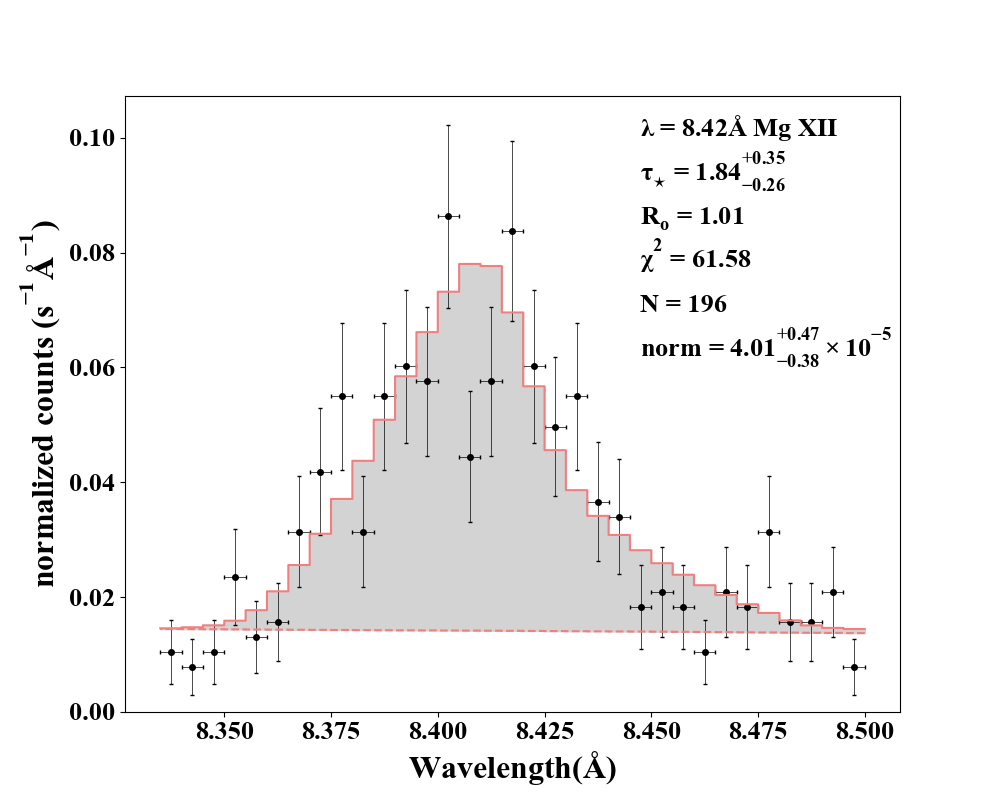 λ = 8.42Å Mg XII
τ⋆ = 1.84 +0.35 −0.26
Rₒ = 1.01
χ² = 61.58
N = 196
norm = 4.01 +0.47 −0.38 × 10⁻⁵
0.10
0.08
0.06
0.04
0.02
0.00
normalized counts (s⁻¹ Å⁻¹)
8.350 8.375 8.400 8.425 8.450 8.475 8.500
Wavelength(Å)